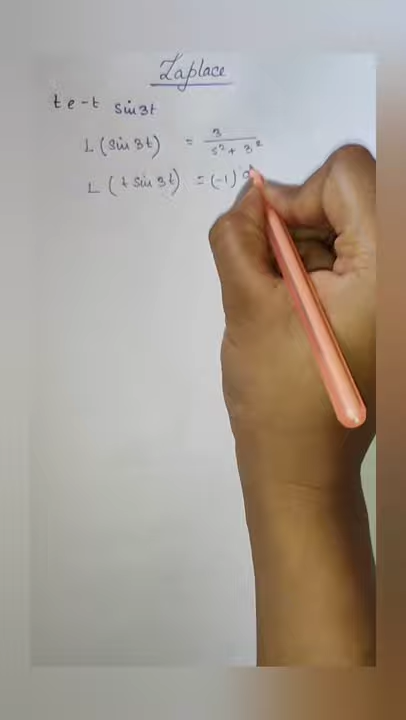 Laplace
t e-t sin3t
L (sin 3t) = 3 / s² + 3²
L ( t sin 3t) = (-1) d